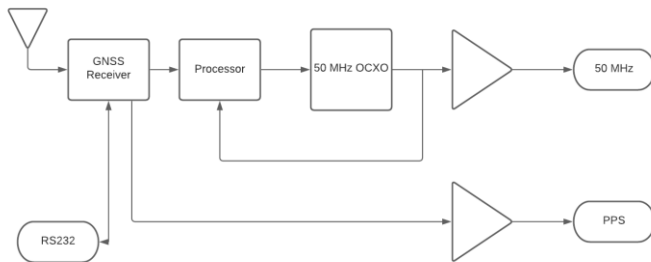 GNSS
Receiver
Processor
50 MHz OCXO
50 MHz
RS232
PPS